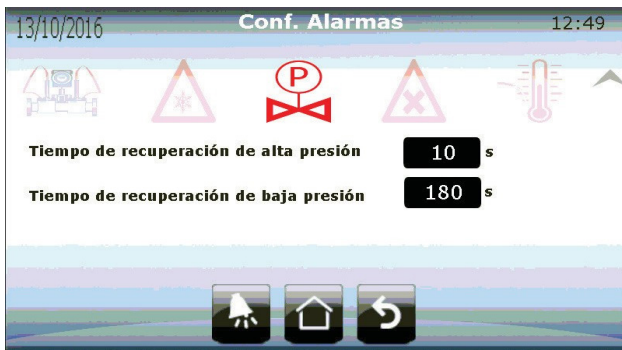 13/10/2016 Conf. Alarmas 12:49
P
Tiempo de recuperación de alta presión 10 s
Tiempo de recuperación de baja presión 180 s